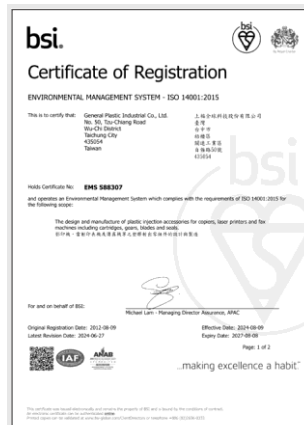 bsi.
bsi
Certificate of Registration
ENVIRONMENTAL MANAGEMENT SYSTEM - ISO 14001:2015
This is to certify that:
General Plastic Industrial Co., Ltd.
No. 50, Tzu-Chiang Road
Wu-Chi District
Taichung City
435054
Taiwan
臺灣
台中市
梧棲區
435054
Holds Certificate No:
EMS 588307
and operates an Environmental Management System which complies with the requirements of ISO 14001:2015 for
the following scope:
The design and manufacture of plastic injection accessories for copiers, laser printers and fax
machines including cartridges, gears, blades and seals.
For and on behalf of BSI:
Michael Lam - Managing Director Assurance, APAC
Original Registration Date: 2012-08-09
Effective Date: 2024-08-09
Latest Revision Date: 2024-06-27
Expiry Date: 2027-08-08
Page: 1 of 2
IAF
ANAB
...making excellence a habit.™